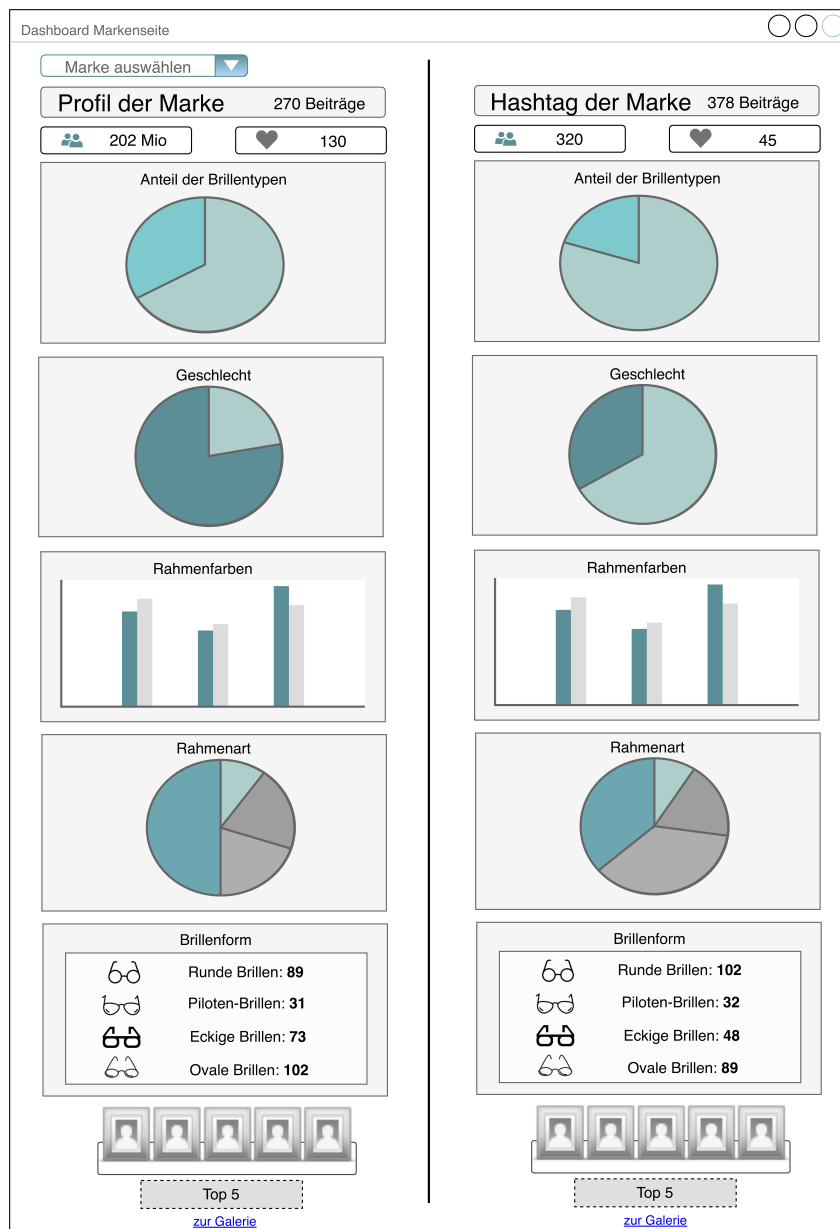 Dashboard Markenseite
Marke auswählen
Profil der Marke 270 Beiträge
202 Mio 130
Anteil der Brillentypen
Geschlecht
Rahmenfarben
Rahmenart
Brillenform
Runde Brillen: 89
Piloten-Brillen: 31
Eckige Brillen: 73
Ovale Brillen: 102
Top 5
zur Galerie
Hashtag der Marke 378 Beiträge
320 45
Anteil der Brillentypen
Geschlecht
Rahmenfarben
Rahmenart
Brillenform
Runde Brillen: 102
Piloten-Brillen: 32
Eckige Brillen: 48
Ovale Brillen: 89
Top 5
zur Galerie